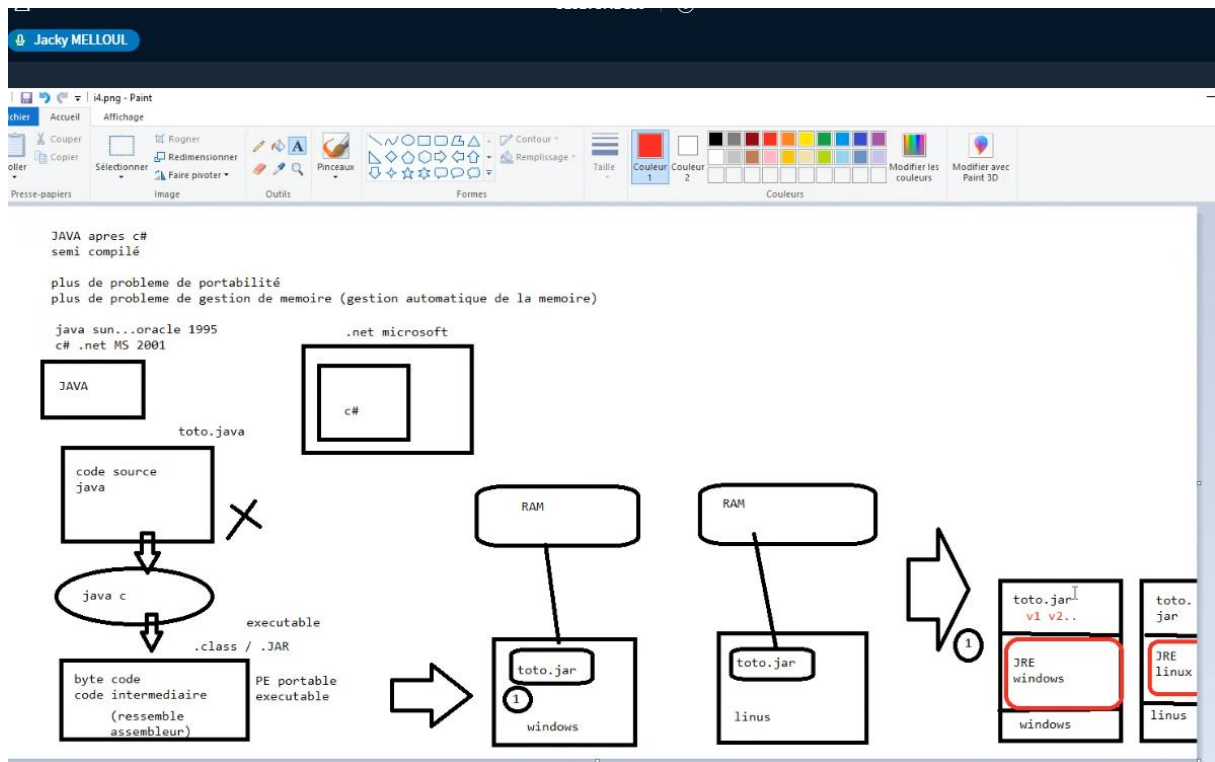 Jacky MELLOUL
i4.png - Paint
Accueil
Affichage
Couper
Copier
Presse-papiers
Sélectionner
Rogner
Redimensionner
Faire pivoter
Image
Outils
Pinceaux
Contour
Remplissage
Formes
Taille
Couleur 1
Couleur 2
Modifier les couleurs
Couleurs
Modifier avec Paint 3D
JAVA apres c#
semi compilé
plus de probleme de portabilité
plus de probleme de gestion de memoire (gestion automatique de la memoire)
java sun...oracle 1995
c# .net MS 2001
.net microsoft
JAVA
c#
toto.java
code source
java
java c
executable
.class / .JAR
byte code
code intermediaire
(ressemble
assembleur)
PE portable
executable
RAM
toto.jar
1
windows
RAM
toto.jar
linus
1
toto.jar
v1 v2..
JRE
windows
windows
toto.
jar
JRE
linux
linus